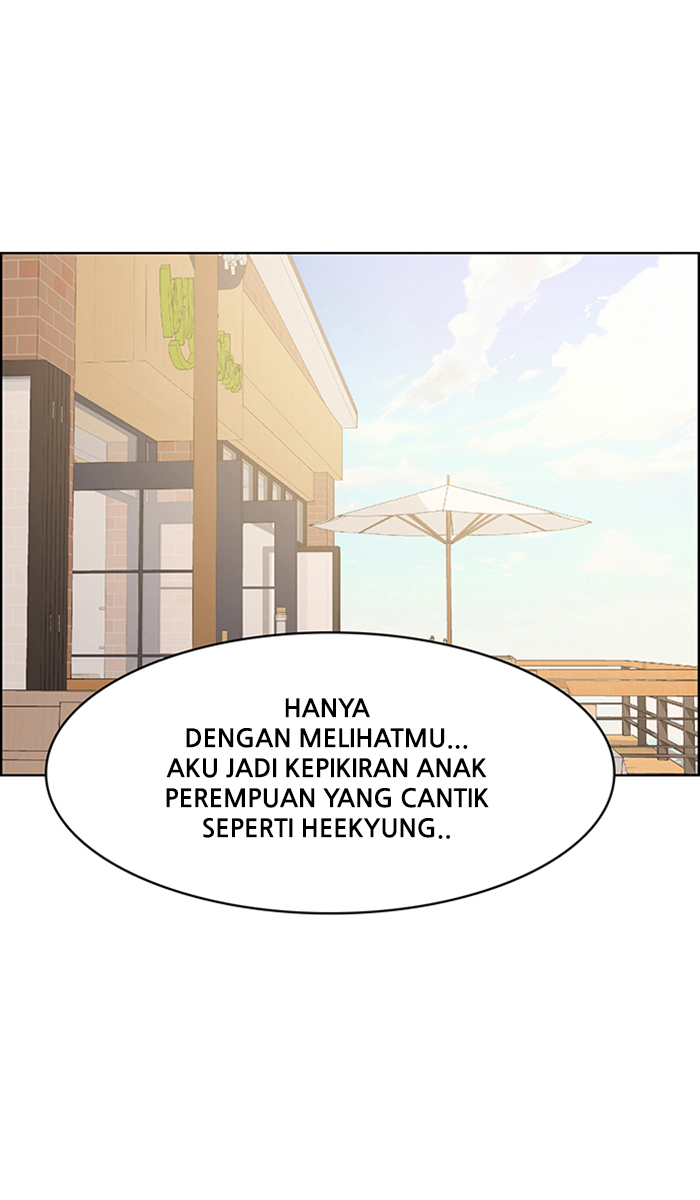 HANYA
DENGAN MELIHATMU...
AKU JADI KEPIKIRAN ANAK
PEREMPUAN YANG CANTIK
SEPERTI HEEKYUNG..